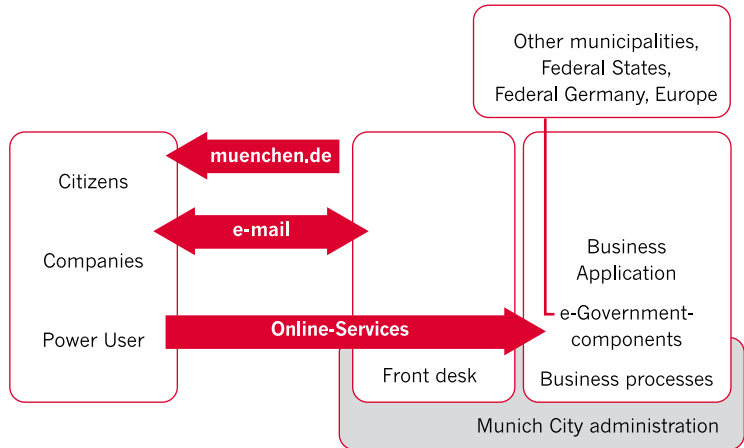 Other municipalities,
Federal States,
Federal Germany, Europe
muenchen.de
Citizens
e-mail
Companies
Business
Application
Online-Services
e-Government-
components
Power User
Front desk
Business processes
Munich City administration